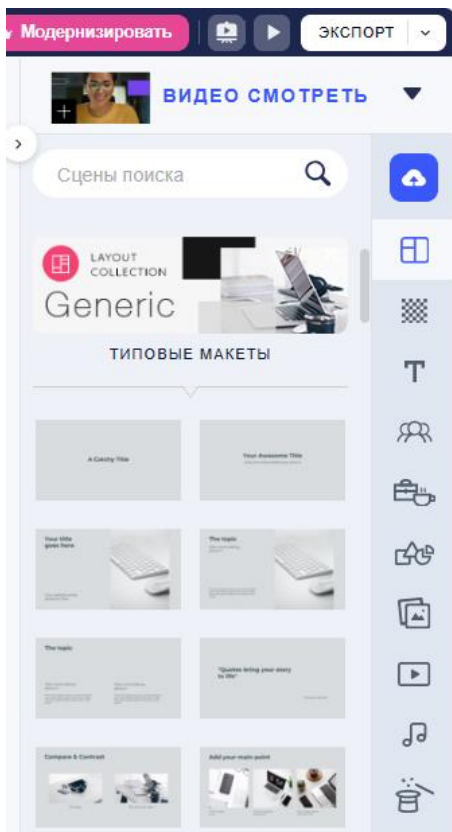 Модернизировать
ЭКСПОРТ
ВИДЕО СМОТРЕТЬ
Сцены поиска
LAYOUT
COLLECTION
Generic
ТИПОВЫЕ МАКЕТЫ
A Catchy Title
Your Awesome Title
Your title
goes here
The topic
The topic
"Quotes bring your story
to life"
Compare & Contrast
Add your main point